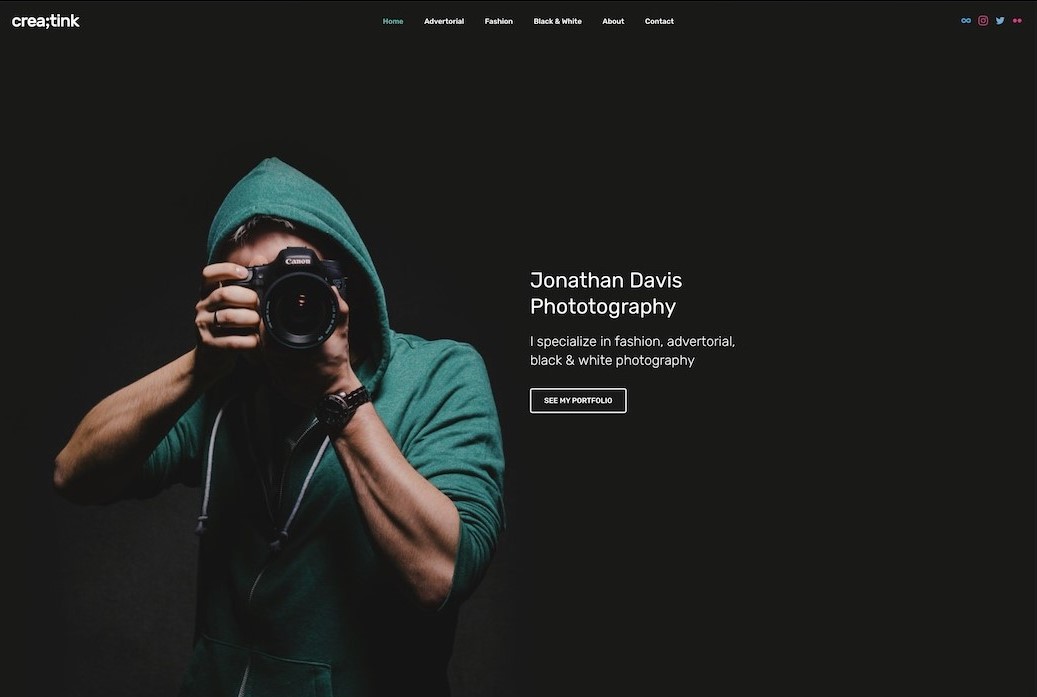 crea;tink
Home Advertorial Fashion Black & White About Contact
Canon
Jonathan Davis
Phototography
I specialize in fashion, advertorial,
black & white photography
SEE MY PORTFOLIO